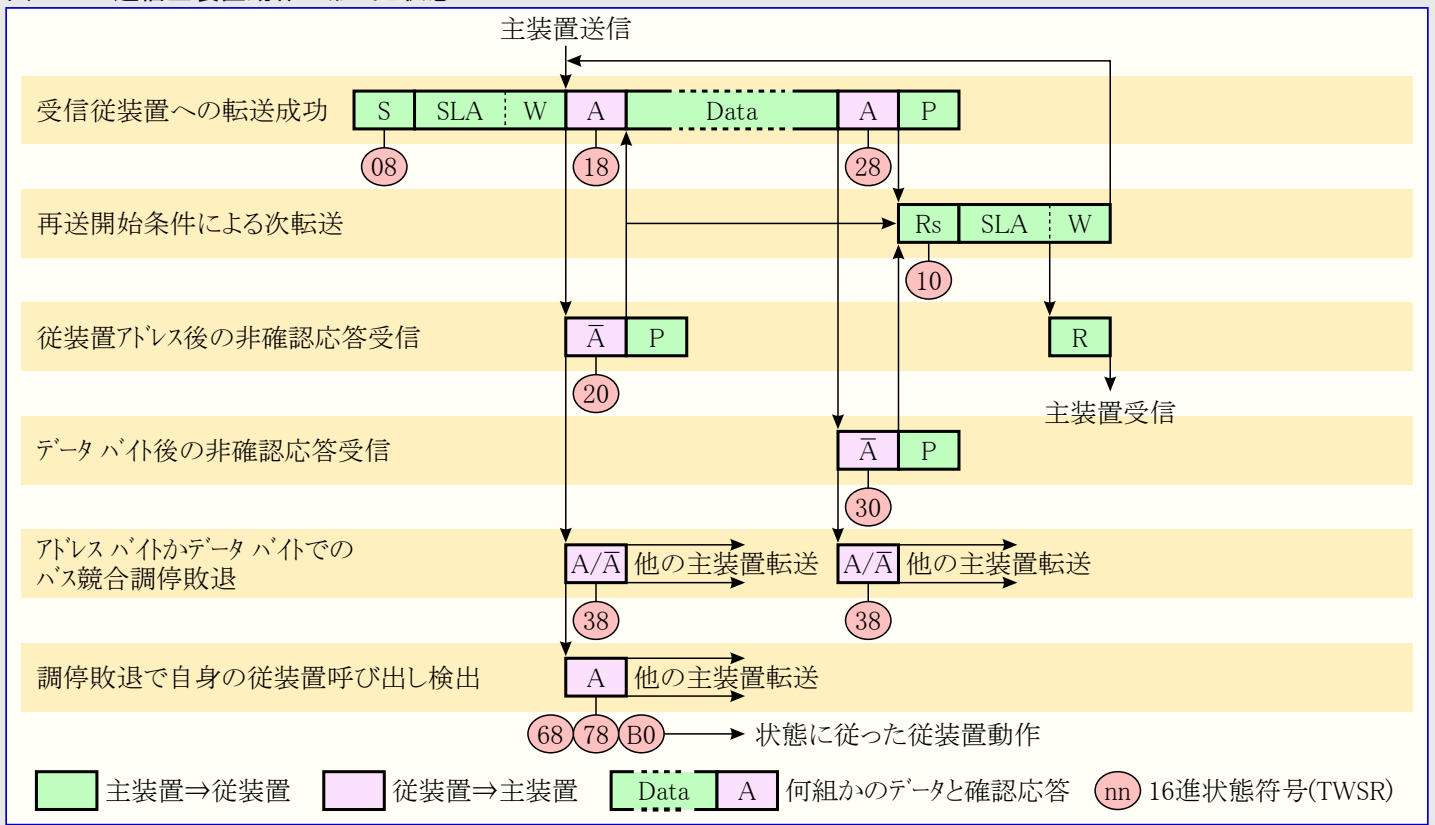 主装置送信
受信従装置への転送成功
S SLA W A Data A P
08 18 28
再送開始条件による次転送
Rs SLA W
10
従装置アドレス後の非確認応答受信
A̅ P R
20
主装置受信
データ バイト後の非確認応答受信
A̅ P
30
アドレス バイトかデータ バイトでの
バス競合調停敗退
A/A̅ 他の主装置転送 A/A̅ 他の主装置転送
38 38
調停敗退で自身の従装置呼び出し検出
A 他の主装置転送
68 78 B0 状態に従った従装置動作
主装置⇒従装置 従装置⇒主装置 Data A 何組かのデータと確認応答 nn 16進状態符号(TWSR)